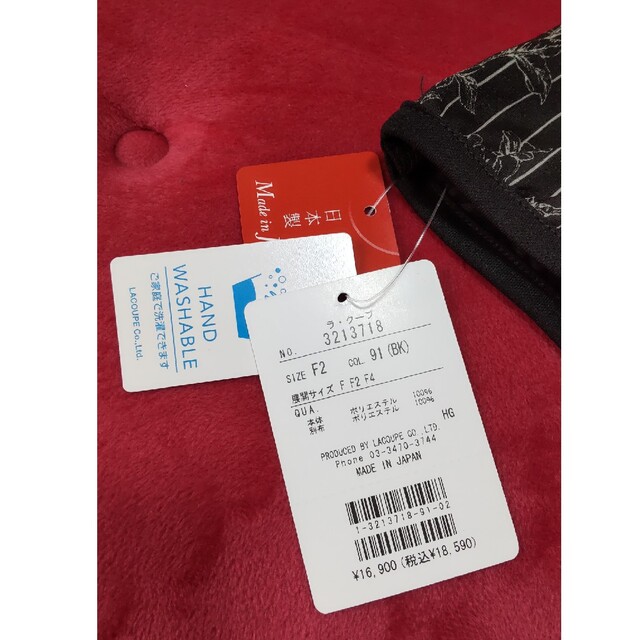 日本製
Made in
HAND
WASHABLE
ご家庭で洗濯できます
LACOUPE Co.,Ltd.
ラ・クープ
NO. 3213718
SIZE F2 COL 91(BK)
展開サイズ F F2 F4
QUA.
本体 ポリエステル 100%
別布 ポリエステル 100%
HG
PRODUCED BY LACOUPE CO.,LTD.
Phone 03-3470-3744
MADE IN JAPAN
1-3213718-91-02
¥16,900(税込¥18,590)